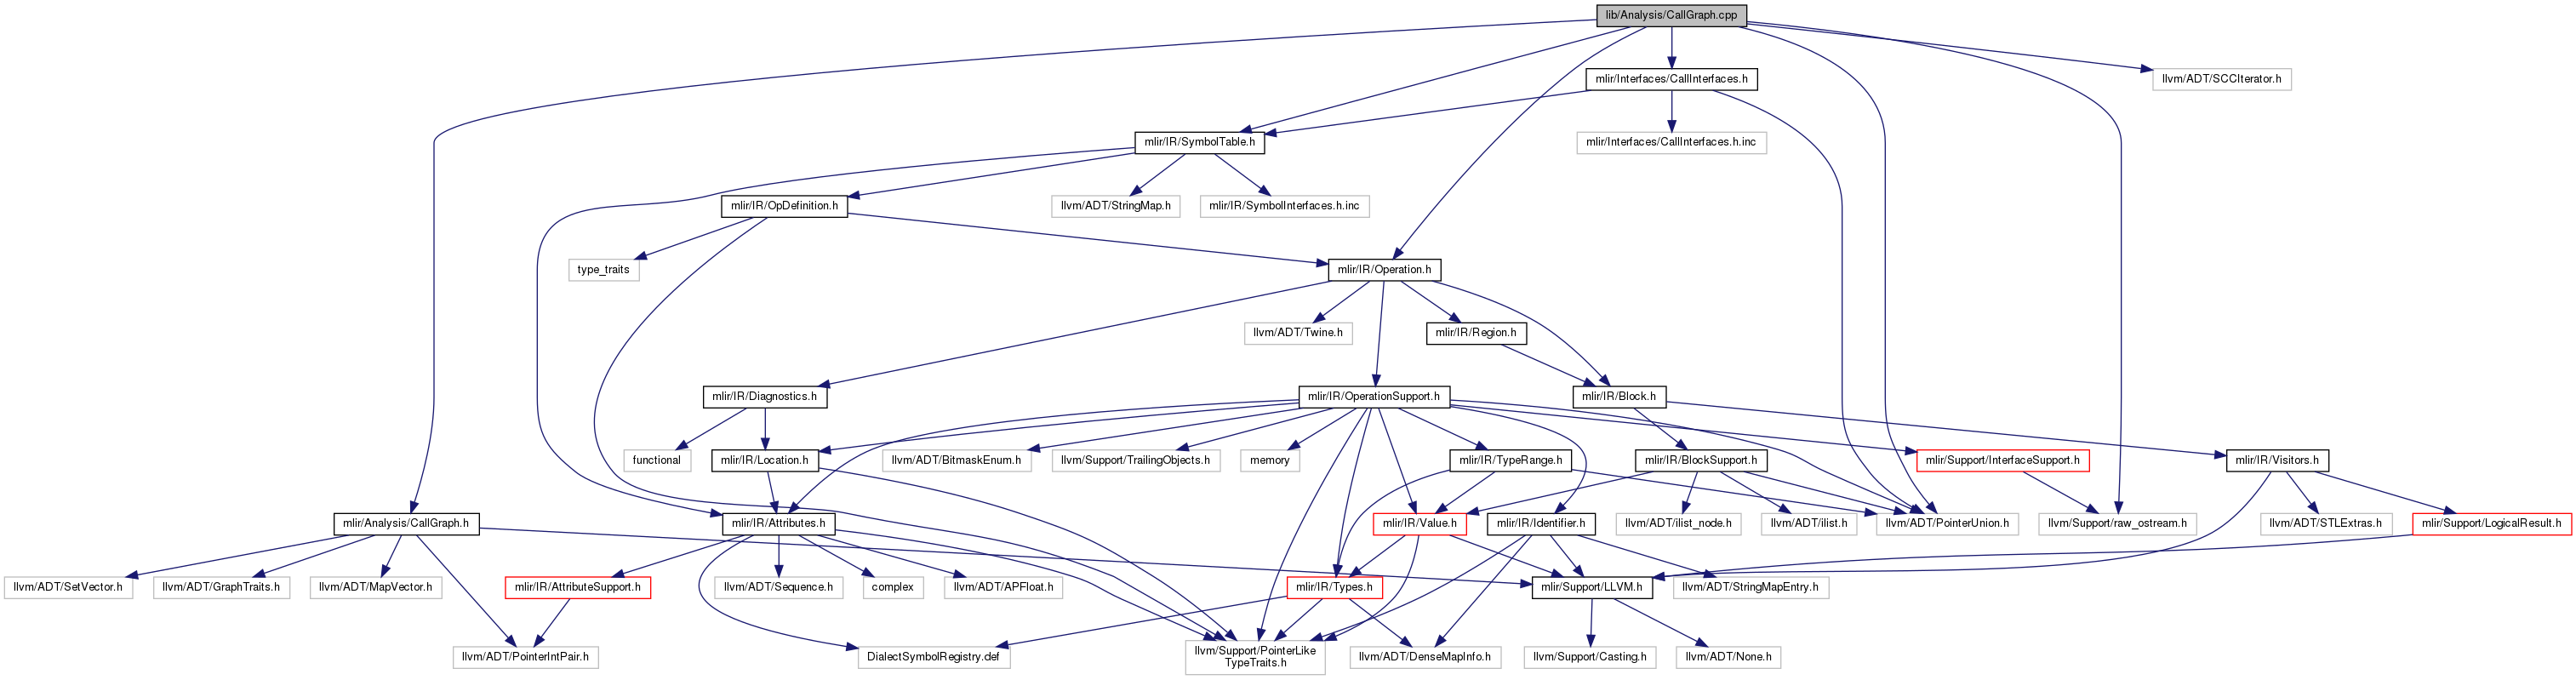 lib/Analysis/CallGraph.cpp
mlir/Interfaces/CallInterfaces.h
llvm/ADT/SCCIterator.h
mlir/IR/SymbolTable.h
mlir/Interfaces/CallInterfaces.h.inc
mlir/IR/OpDefinition.h
llvm/ADT/StringMap.h
mlir/IR/SymbolInterfaces.h.inc
type_traits
mlir/IR/Operation.h
llvm/ADT/Twine.h
mlir/IR/Region.h
mlir/IR/Diagnostics.h
mlir/IR/OperationSupport.h
mlir/IR/Block.h
functional
mlir/IR/Location.h
llvm/ADT/BitmaskEnum.h
llvm/Support/TrailingObjects.h
memory
mlir/IR/TypeRange.h
mlir/IR/BlockSupport.h
mlir/Support/InterfaceSupport.h
mlir/IR/Visitors.h
mlir/Analysis/CallGraph.h
mlir/IR/Attributes.h
mlir/IR/Value.h
mlir/IR/Identifier.h
llvm/ADT/ilist_node.h
llvm/ADT/ilist.h
llvm/ADT/PointerUnion.h
llvm/Support/raw_ostream.h
llvm/ADT/STLExtras.h
mlir/Support/LogicalResult.h
llvm/ADT/SetVector.h
llvm/ADT/GraphTraits.h
llvm/ADT/MapVector.h
mlir/IR/AttributeSupport.h
llvm/ADT/Sequence.h
complex
llvm/ADT/APFloat.h
mlir/IR/Types.h
mlir/Support/LLVM.h
llvm/ADT/StringMapEntry.h
llvm/ADT/PointerIntPair.h
DialectSymbolRegistry.def
llvm/Support/PointerLike
TypeTraits.h
llvm/ADT/DenseMapInfo.h
llvm/Support/Casting.h
llvm/ADT/None.h